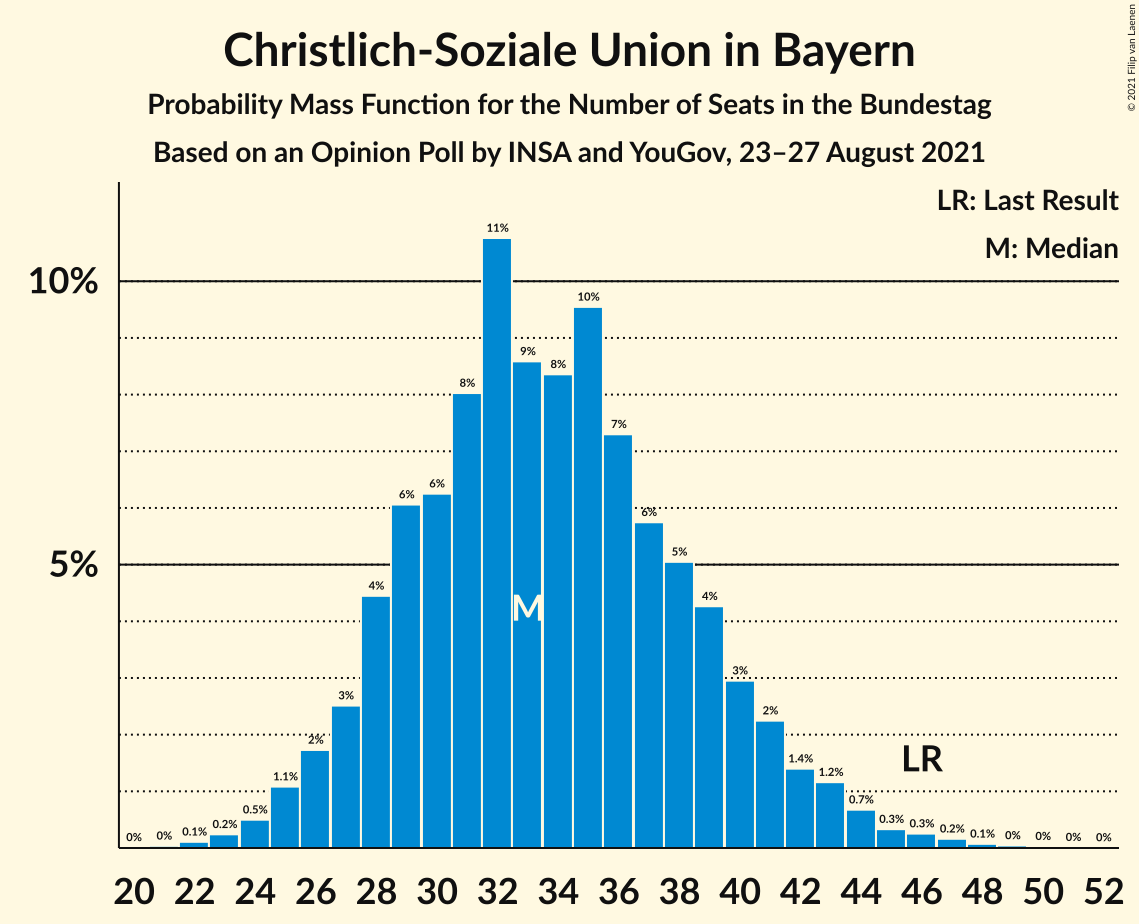 Christlich-Soziale Union in Bayern
Probability Mass Function for the Number of Seats in the Bundestag
Based on an Opinion Poll by INSA and YouGov, 23–27 August 2021
© 2021 Filip van Laenen
LR: Last Result
M: Median
10%
5%
0% 0% 0.1% 0.2% 0.5% 1.1% 2% 3% 4% 6% 6% 8% 11% 9% 8% 10% 7% 6% 5% 4% 3% 2% 1.4% 1.2% 0.7% 0.3% 0.3% 0.2% 0.1% 0% 0% 0% 0%
M
LR
20 22 24 26 28 30 32 34 36 38 40 42 44 46 48 50 52